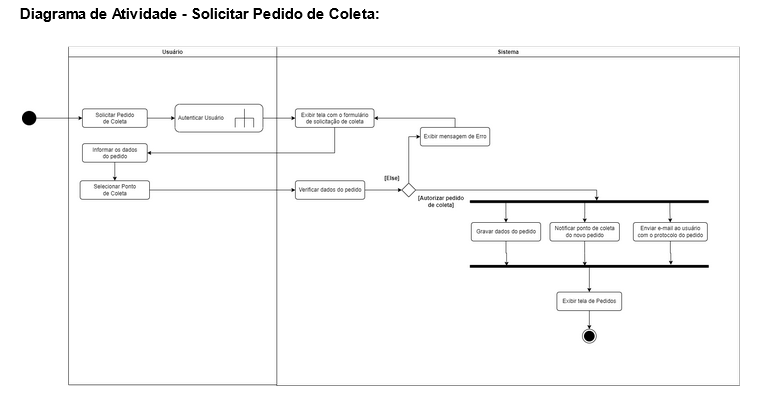 Diagrama de Atividade - Solicitar Pedido de Coleta:
Usuário
Sistema
Solicitar Pedido
de Coleta
Autenticar Usuário
Exibir tela com o formulário
de solicitação de coleta
Exibir mensagem de Erro
Informar os dados
do pedido
Selecionar Ponto
de Coleta
Verificar dados do pedido
[Else]
[Autorizar pedido
de coleta]
Gravar dados do pedido
Notificar ponto de coleta
do novo pedido
Enviar e-mail ao usuário
com o protocolo do pedido
Exibir tela de Pedidos